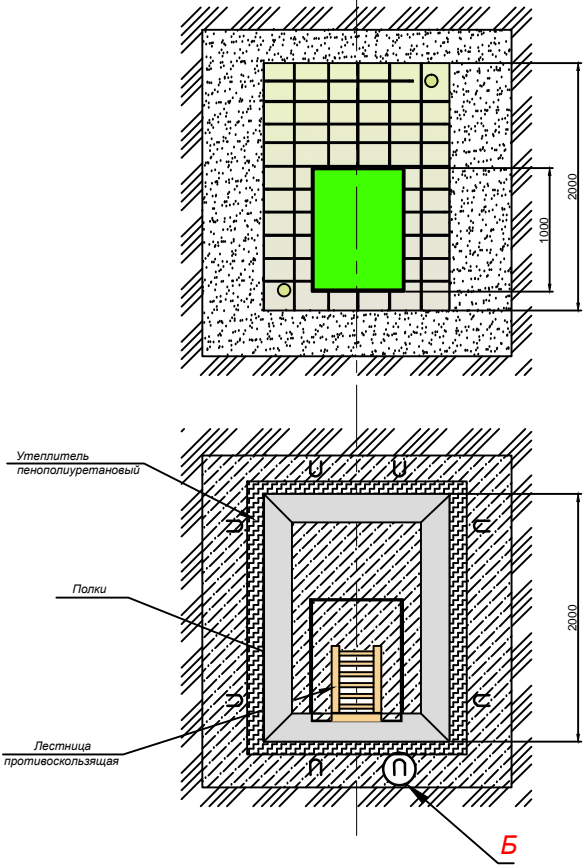 1000
2000
Утеплитель
пенополиуретановый
Полки
2000
Лестница
противоскользящая
Б